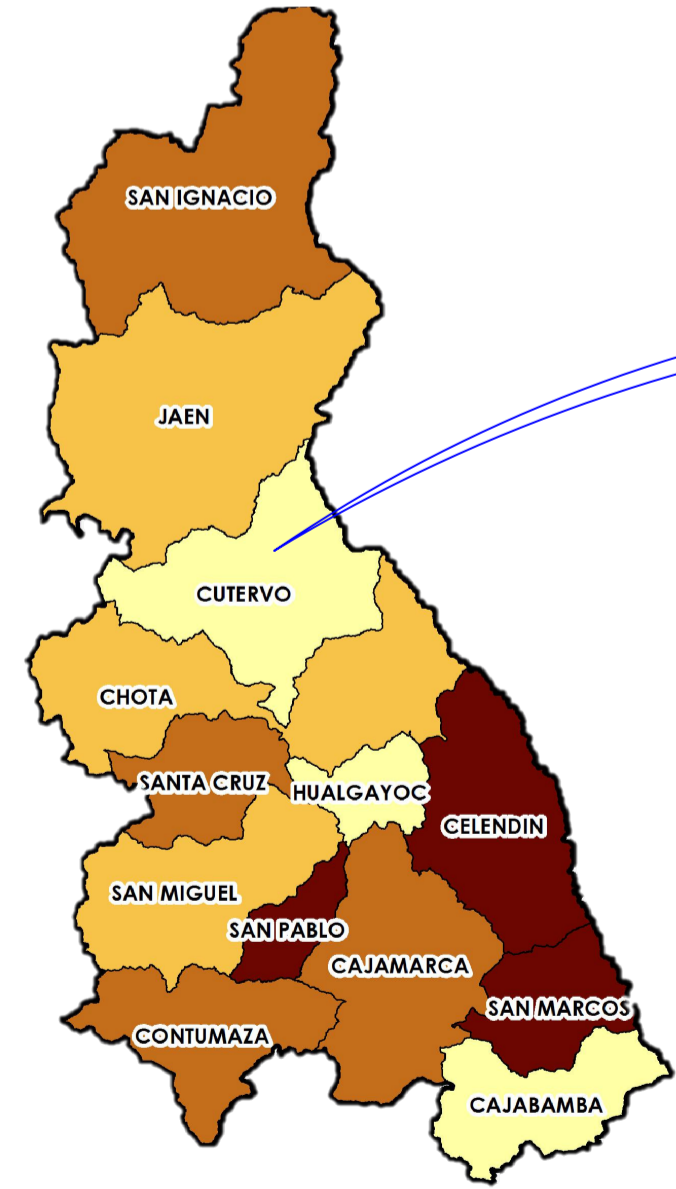 SAN IGNACIO
JAEN
CUTERVO
CHOTA
SANTA CRUZ
HUALGAYOC
CELENDIN
SAN MIGUEL
SAN PABLO
CAJAMARCA
SAN MARCOS
CONTUMAZA
CAJABAMBA